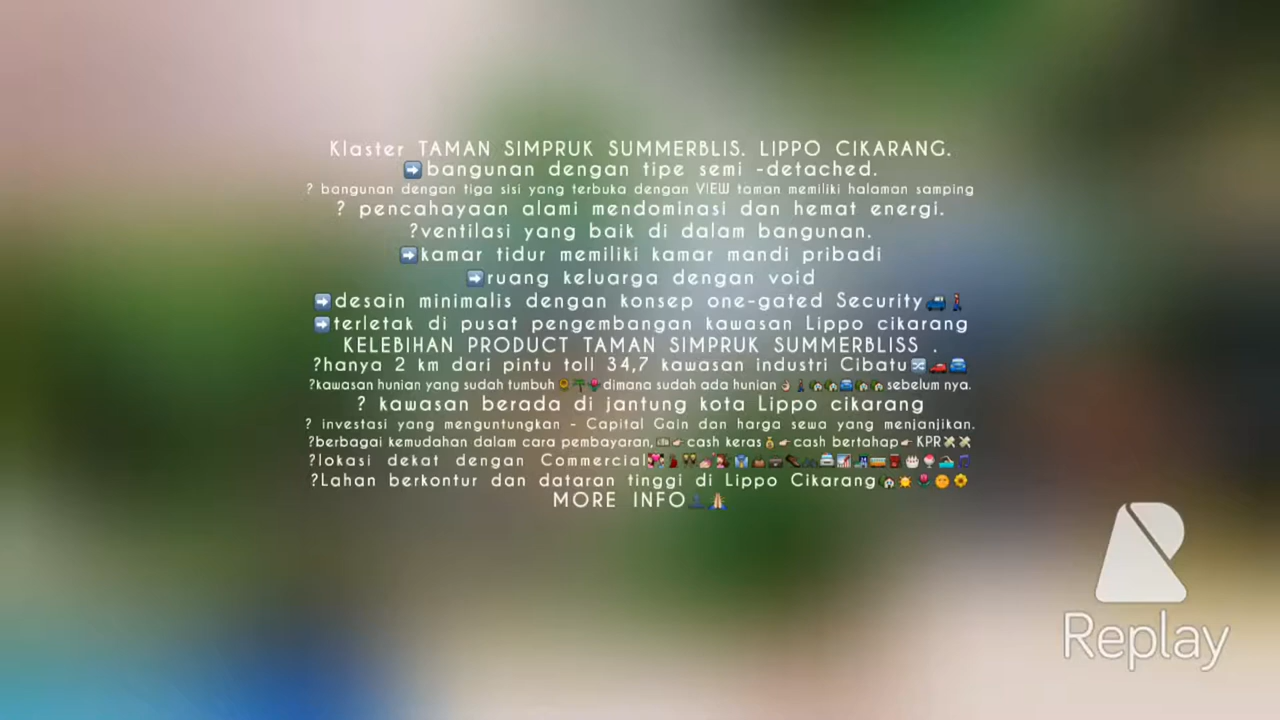 Klaster TAMAN SIMPRUK SUMMERBLIS. LIPPO CIKARANG.
➡️bangunan dengan tipe semi -detached.
? bangunan dengan tiga sisi yang terbuka dengan VIEW taman memiliki halaman samping
? pencahayaan alami mendominasi dan hemat energi.
?ventilasi yang baik di dalam bangunan.
➡️kamar tidur memiliki kamar mandi pribadi
➡️ruang keluarga dengan void
➡️desain minimalis dengan konsep one-gated Security
➡️terletak di pusat pengembangan kawasan Lippo cikarang
KELEBIHAN PRODUCT TAMAN SIMPRUK SUMMERBLISS .
?hanya 2 km dari pintu toll 34,7 kawasan industri Cibatu
?kawasan hunian yang sudah tumbuh dimana sudah ada hunian sebelum nya.
? kawasan berada di jantung kota Lippo cikarang
? investasi yang menguntungkan - Capital Gain dan harga sewa yang menjanjikan.
?berbagai kemudahan dalam cara pembayaran, cash keras cash bertahap KPR
?lokasi dekat dengan Commercial
?Lahan berkontur dan dataran tinggi di Lippo Cikarang
MORE INFO
Replay